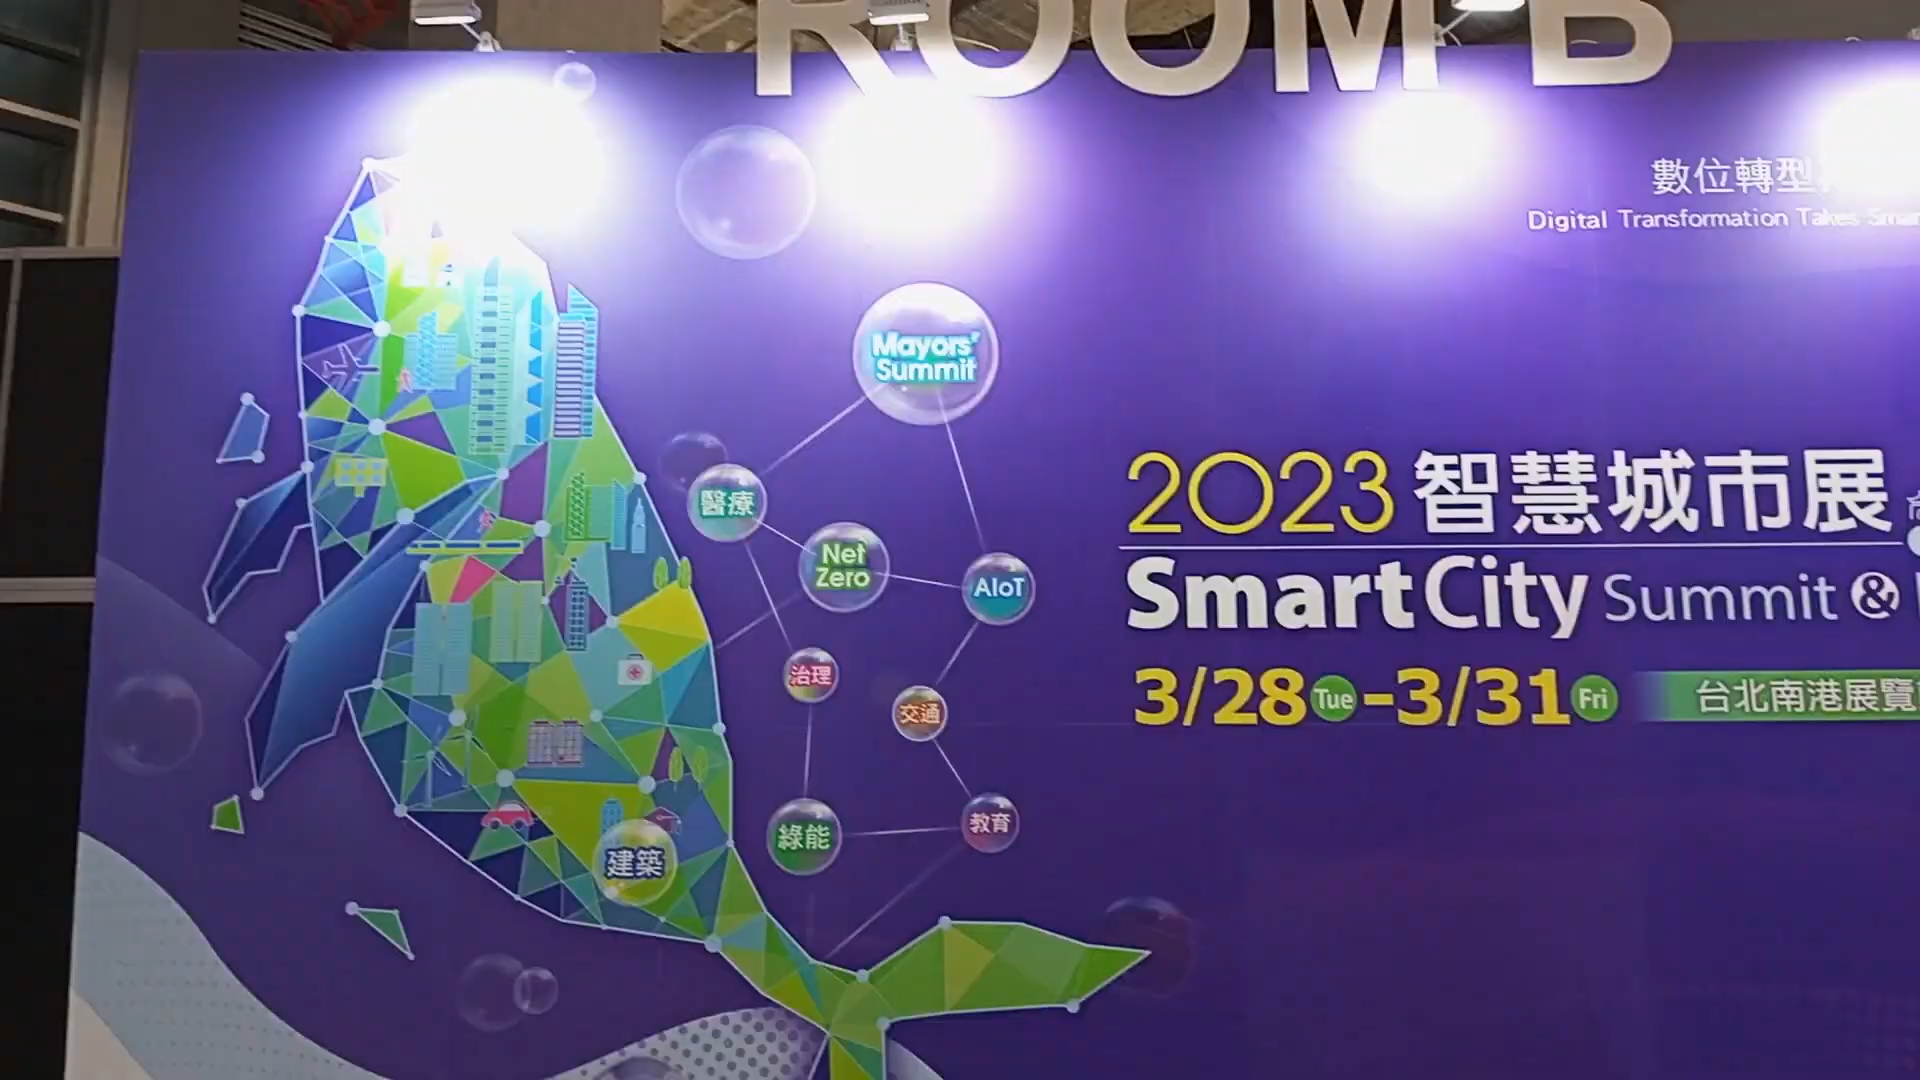 ROOM B
數位轉型
Digital Transformation Takes Smar
Mayors'
Summit
醫療
Net
Zero
AIoT
治理
交通
綠能
教育
建築
2023 智慧城市展
SmartCity Summit &
3/28 Tue - 3/31 Fri
台北南港展覽